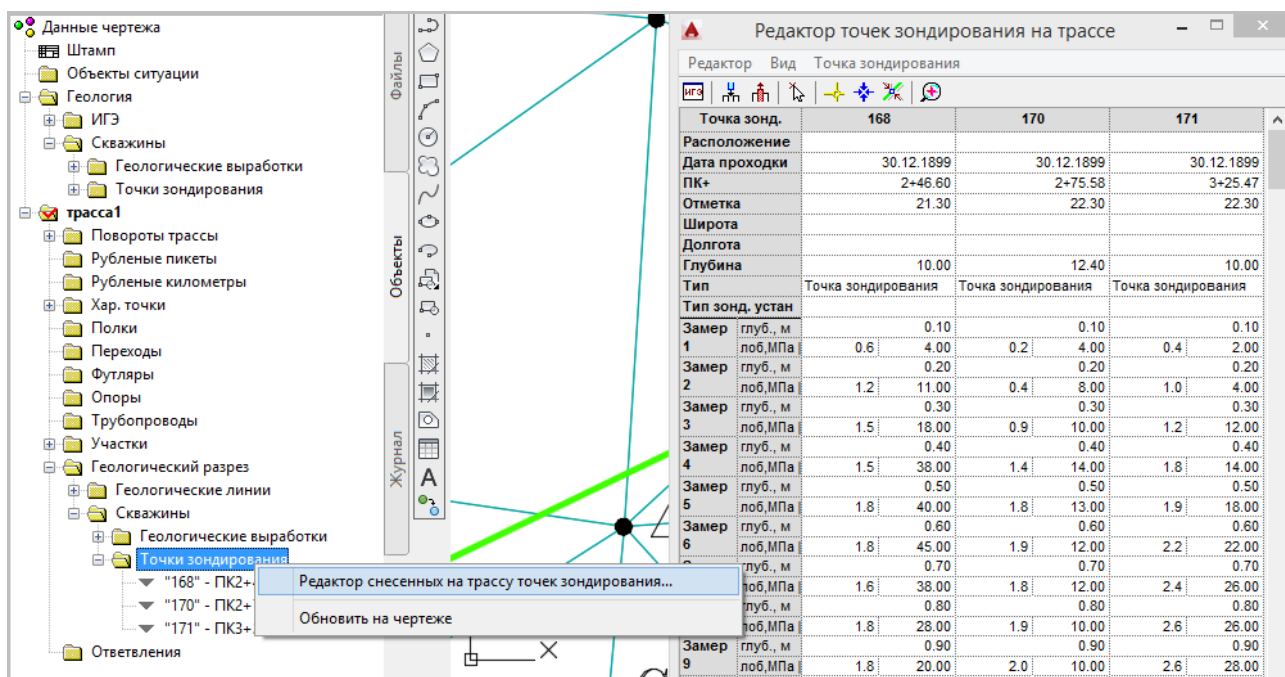 Данные чертежа
Штамп
Объекты ситуации
Геология
ИГЭ
Скважины
Геологические выработки
Точки зондирования
трасса1
Повороты трассы
Рубленые пикеты
Рубленые километры
Хар. точки
Полки
Переходы
Футляры
Опоры
Трубопроводы
Участки
Геологический разрез
Геологические линии
Скважины
Геологические выработки
Точки зондирования
"168" - ПК2+
"170" - ПК2+
"171" - ПК3+
Ответвления
Редактор снесенных на трассу точек зондирования...
Обновить на чертеже
Файлы
Объекты
Журнал
A
X
Редактор точек зондирования на трассе
Редактор Вид Точка зондирования
ИГЭ
Точка зонд. 168 170 171
Расположение
Дата проходки 30.12.1899 30.12.1899 30.12.1899
ПК+ 2+46.60 2+75.58 3+25.47
Отметка 21.30 22.30 22.30
Широта
Долгота
Глубина 10.00 12.40 10.00
Тип Точка зондирования Точка зондирования Точка зондирования
Тип зонд. устан
Замер глуб., м 0.10 0.10 0.10
1 лоб,МПа 0.6 4.00 0.2 4.00 0.4 2.00
Замер глуб., м 0.20 0.20 0.20
2 лоб,МПа 1.2 11.00 0.4 8.00 1.0 4.00
Замер глуб., м 0.30 0.30 0.30
3 лоб,МПа 1.5 18.00 0.9 10.00 1.2 12.00
Замер глуб., м 0.40 0.40 0.40
4 лоб,МПа 1.5 38.00 1.4 14.00 1.8 14.00
Замер глуб., м 0.50 0.50 0.50
5 лоб,МПа 1.8 40.00 1.8 13.00 1.9 18.00
Замер глуб., м 0.60 0.60 0.60
6 лоб,МПа 1.8 45.00 1.9 12.00 2.2 22.00
глуб., м 0.70 0.70 0.70
лоб,МПа 1.6 38.00 1.8 12.00 2.4 26.00
глуб., м 0.80 0.80 0.80
лоб,МПа 1.8 28.00 1.9 10.00 2.6 26.00
Замер глуб., м 0.90 0.90 0.90
9 лоб,МПа 1.8 20.00 2.0 10.00 2.6 28.00